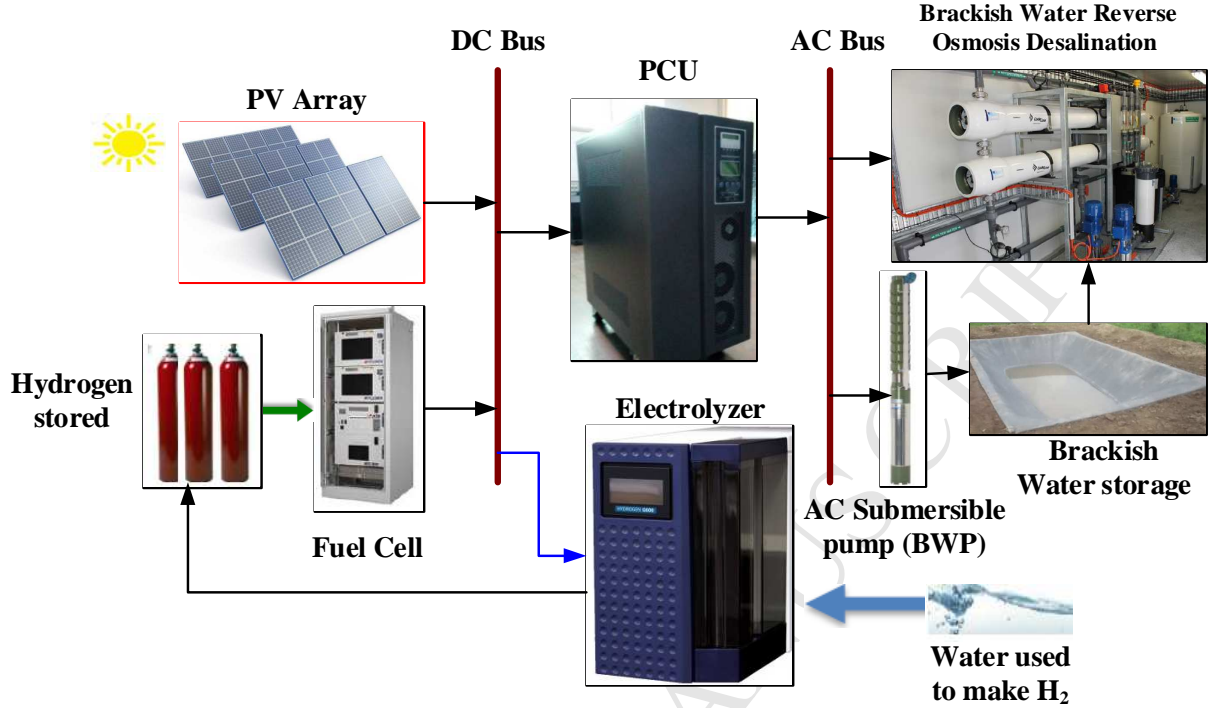 Brackish Water Reverse
Osmosis Desalination
DC Bus
AC Bus
PCU
PV Array
Hydrogen
stored
Electrolyzer
Fuel Cell
Brackish
Water storage
AC Submersible
pump (BWP)
Water used
to make H₂